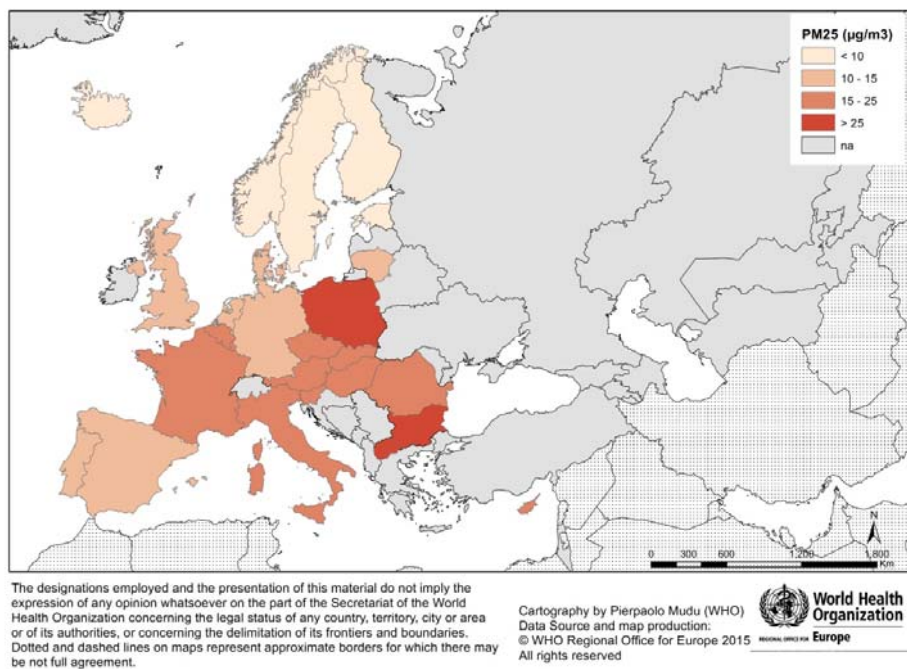 PM25 (µg/m3)
< 10
10 - 15
15 - 25
> 25
na
N
0 300 600 1,200 1,800
Km
The designations employed and the presentation of this material do not imply the
expression of any opinion whatsoever on the part of the Secretariat of the World
Health Organization concerning the legal status of any country, territory, city or area
or of its authorities, or concerning the delimitation of its frontiers and boundaries.
Dotted and dashed lines on maps represent approximate borders for which there may
be not full agreement.
Cartography by Pierpaolo Mudu (WHO)
Data Source and map production:
© WHO Regional Office for Europe 2015
All rights reserved
World Health
Organization
REGIONAL OFFICE FOR Europe